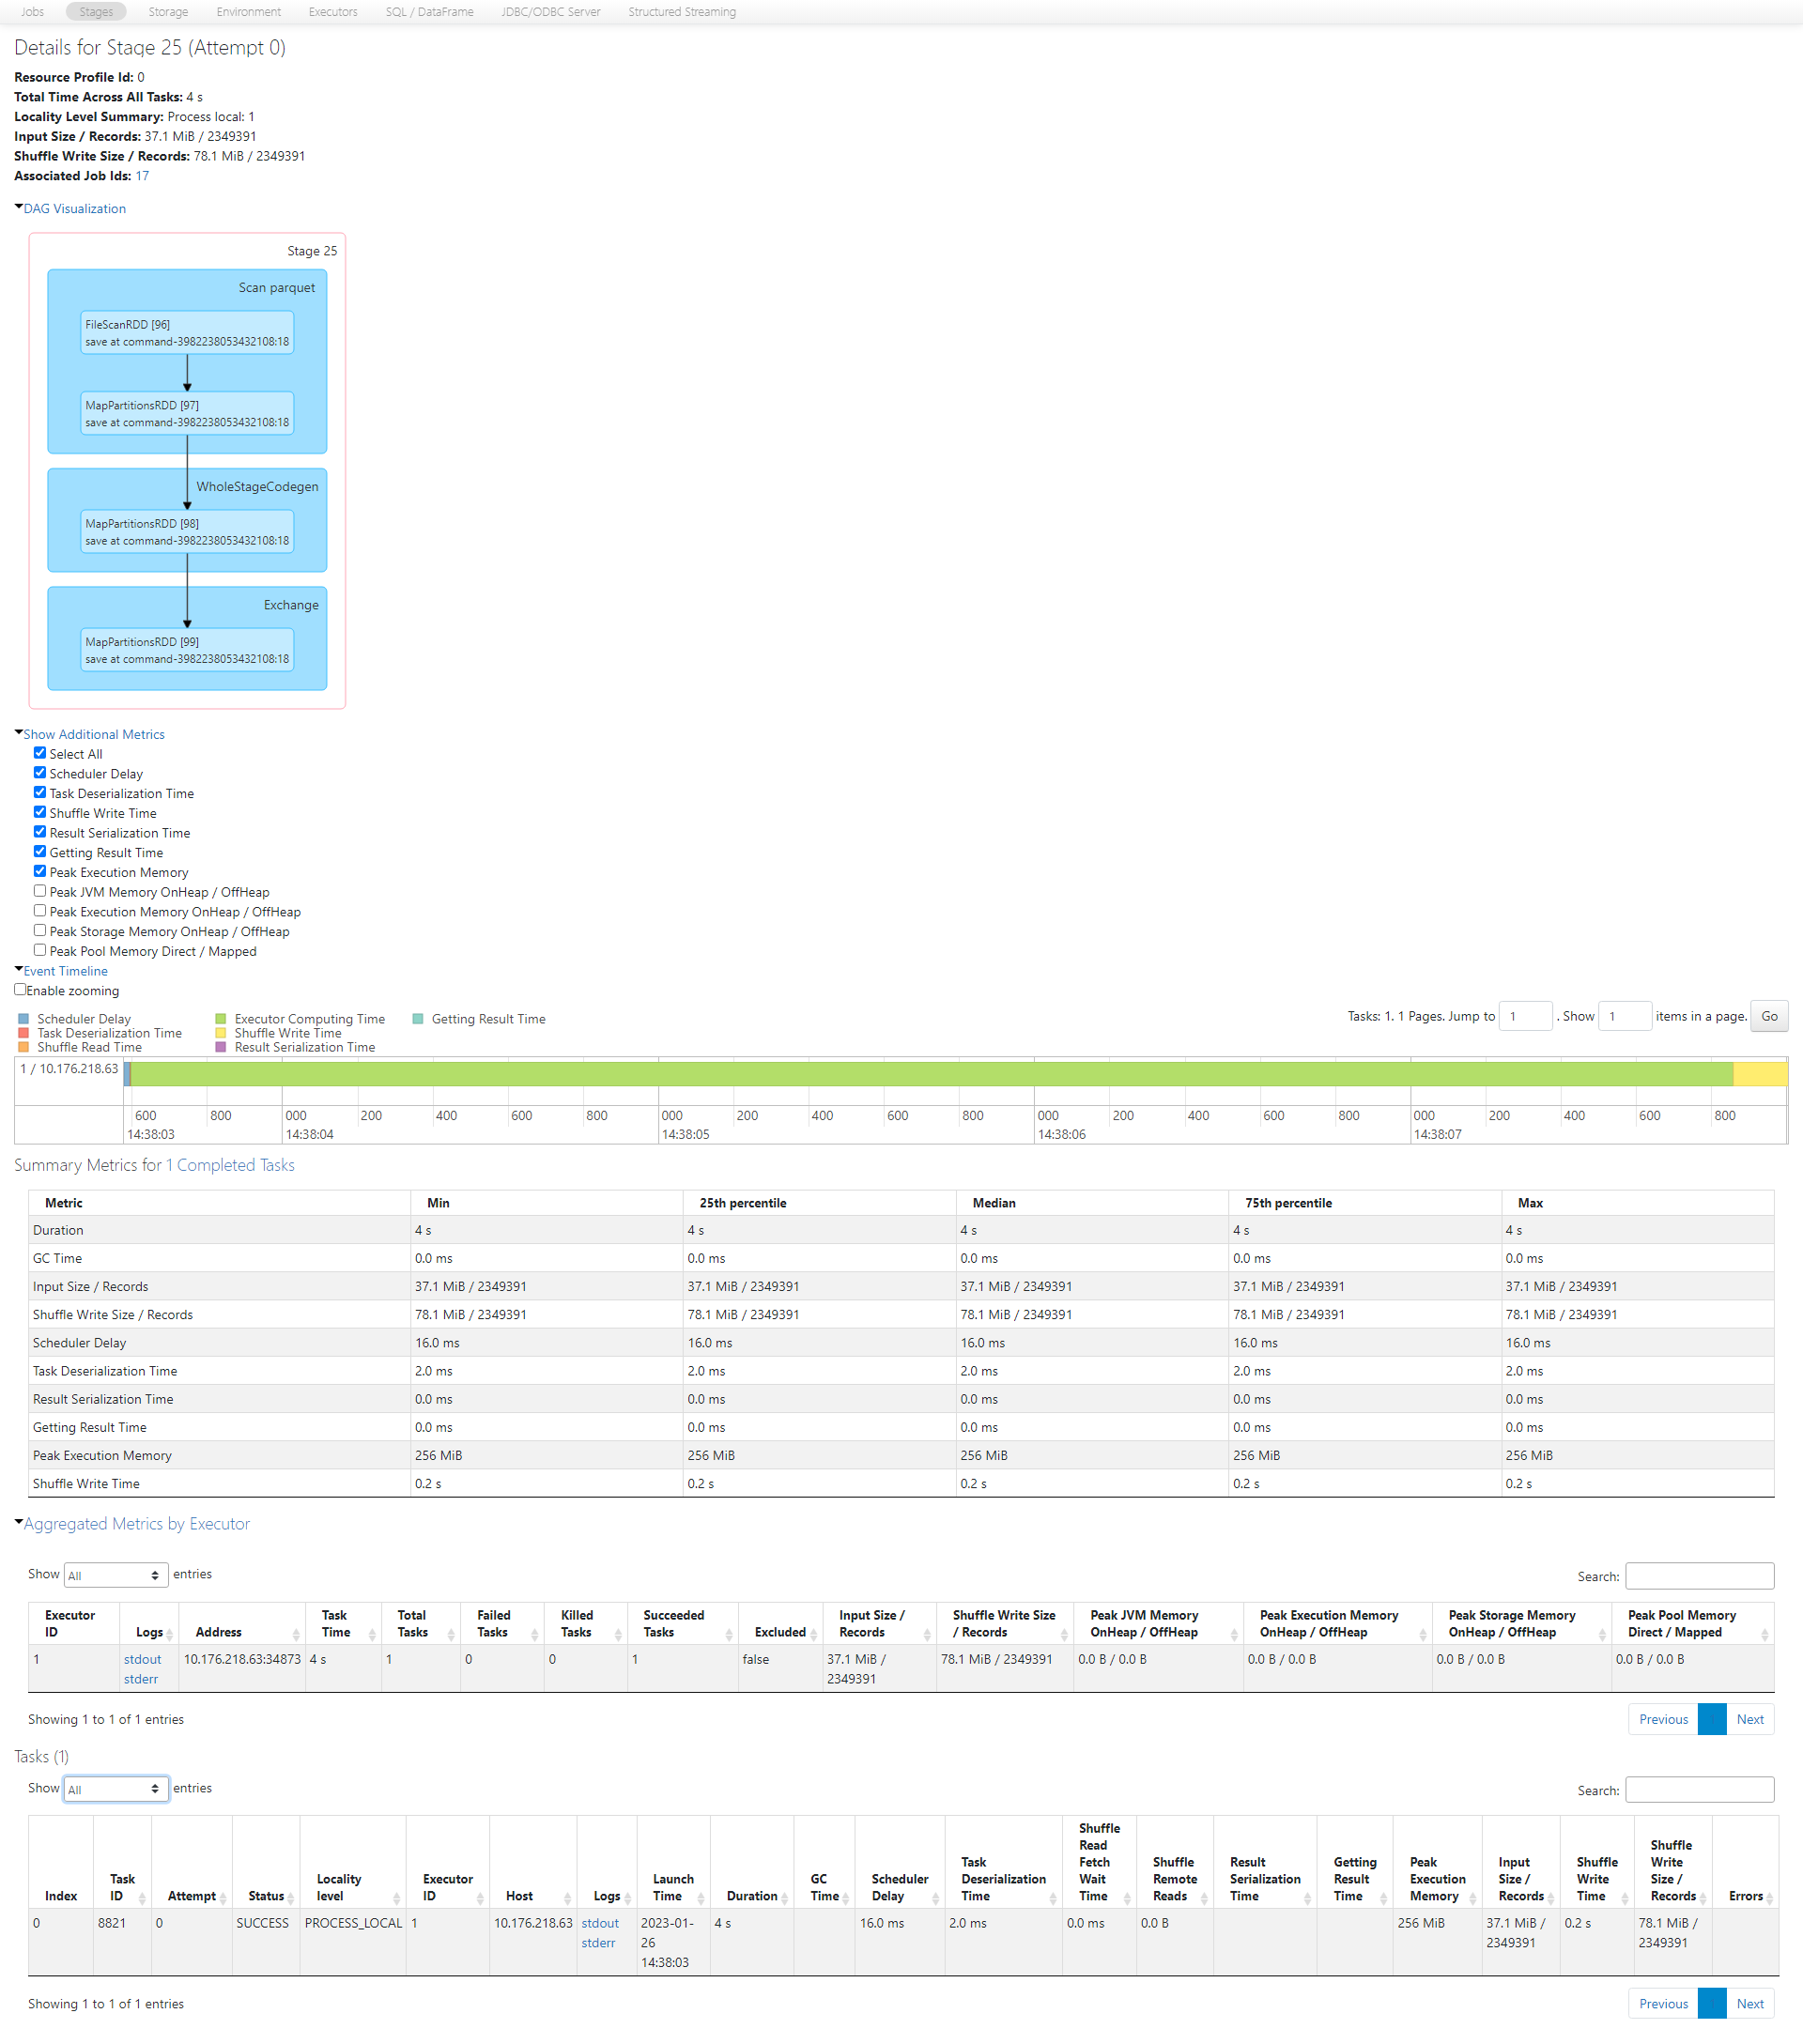 Jobs Stages Storage Environment Executors SQL / DataFrame JDBC/ODBC Server Structured Streaming
Details for Stage 25 (Attempt 0)
Resource Profile Id: 0
Total Time Across All Tasks: 4 s
Locality Level Summary: Process local: 1
Input Size / Records: 37.1 MiB / 2349391
Shuffle Write Size / Records: 78.1 MiB / 2349391
Associated Job Ids: 17
DAG Visualization
Stage 25
Scan parquet
FileScanRDD [96]
save at command-3982238053432108:18
MapPartitionsRDD [97]
save at command-3982238053432108:18
WholeStageCodegen
MapPartitionsRDD [98]
save at command-3982238053432108:18
Exchange
MapPartitionsRDD [99]
save at command-3982238053432108:18
Show Additional Metrics
Select All
Scheduler Delay
Task Deserialization Time
Shuffle Write Time
Result Serialization Time
Getting Result Time
Peak Execution Memory
Peak JVM Memory OnHeap / OffHeap
Peak Execution Memory OnHeap / OffHeap
Peak Storage Memory OnHeap / OffHeap
Peak Pool Memory Direct / Mapped
Event Timeline
Enable zooming
Scheduler Delay Executor Computing Time Getting Result Time
Task Deserialization Time Shuffle Write Time
Shuffle Read Time Result Serialization Time
Tasks: 1. 1 Pages. Jump to 1 . Show 1 items in a page. Go
1 / 10.176.218.63
600 800 000 200 400 600 800 000 200 400 600 800 000 200 400 600 800 000 200 400 600 800
14:38:03 14:38:04 14:38:05 14:38:06 14:38:07
Summary Metrics for 1 Completed Tasks
Metric Min 25th percentile Median 75th percentile Max
Duration 4 s 4 s 4 s 4 s 4 s
GC Time 0.0 ms 0.0 ms 0.0 ms 0.0 ms 0.0 ms
Input Size / Records 37.1 MiB / 2349391 37.1 MiB / 2349391 37.1 MiB / 2349391 37.1 MiB / 2349391 37.1 MiB / 2349391
Shuffle Write Size / Records 78.1 MiB / 2349391 78.1 MiB / 2349391 78.1 MiB / 2349391 78.1 MiB / 2349391 78.1 MiB / 2349391
Scheduler Delay 16.0 ms 16.0 ms 16.0 ms 16.0 ms 16.0 ms
Task Deserialization Time 2.0 ms 2.0 ms 2.0 ms 2.0 ms 2.0 ms
Result Serialization Time 0.0 ms 0.0 ms 0.0 ms 0.0 ms 0.0 ms
Getting Result Time 0.0 ms 0.0 ms 0.0 ms 0.0 ms 0.0 ms
Peak Execution Memory 256 MiB 256 MiB 256 MiB 256 MiB 256 MiB
Shuffle Write Time 0.2 s 0.2 s 0.2 s 0.2 s 0.2 s
Aggregated Metrics by Executor
Show All entries Search:
Executor ID Logs Address Task Time Total Tasks Failed Tasks Killed Tasks Succeeded Tasks Excluded Input Size / Records Shuffle Write Size / Records Peak JVM Memory OnHeap / OffHeap Peak Execution Memory OnHeap / OffHeap Peak Storage Memory OnHeap / OffHeap Peak Pool Memory Direct / Mapped
1 stdout stderr 10.176.218.63:34873 4 s 1 0 0 1 false 37.1 MiB / 2349391 78.1 MiB / 2349391 0.0 B / 0.0 B 0.0 B / 0.0 B 0.0 B / 0.0 B 0.0 B / 0.0 B
Showing 1 to 1 of 1 entries Previous Next
Tasks (1)
Show All entries Search:
Index Task ID Attempt Status Locality level Executor ID Host Logs Launch Time Duration GC Time Scheduler Delay Task Deserialization Time Shuffle Read Fetch Wait Time Shuffle Remote Reads Result Serialization Time Getting Result Time Peak Execution Memory Input Size / Records Shuffle Write Time Shuffle Write Size / Records Errors
0 8821 0 SUCCESS PROCESS_LOCAL 1 10.176.218.63 stdout stderr 2023-01-26 14:38:03 4 s 16.0 ms 2.0 ms 0.0 ms 0.0 B 256 MiB 37.1 MiB / 2349391 0.2 s 78.1 MiB / 2349391
Showing 1 to 1 of 1 entries Previous Next